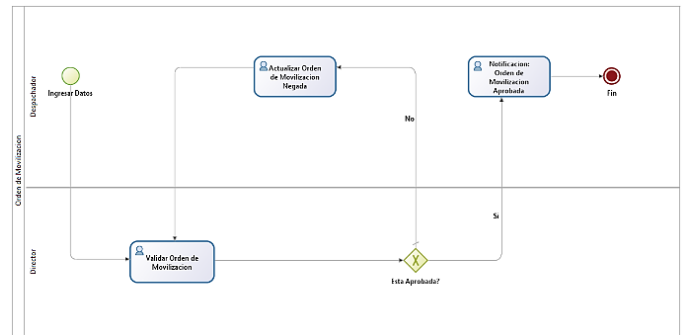 Orden de Movilizacion
Despachador
Ingresar Datos
Actualizar Orden
de Movilizacion
Negada
Notificacion:
Orden de
Movilizacion
Aprobada
Fin
No
Si
Director
Validar Orden de
Movilizacion
Esta Aprobada?